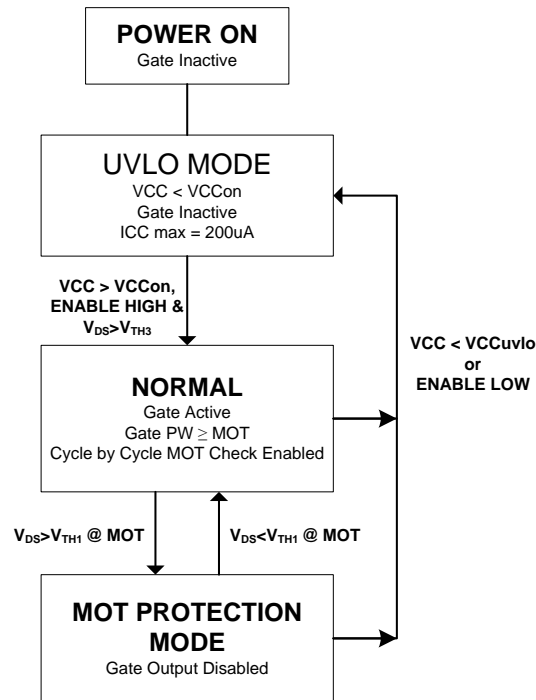 POWER ON
Gate Inactive
UVLO MODE
VCC < VCCon
Gate Inactive
ICC max = 200uA
VCC > VCCon,
ENABLE HIGH &
VDS>VTH3
VCC < VCCuvlo
or
ENABLE LOW
NORMAL
Gate Active
Gate PW ≥ MOT
Cycle by Cycle MOT Check Enabled
VDS>VTH1 @ MOT
VDS<VTH1 @ MOT
MOT PROTECTION
MODE
Gate Output Disabled